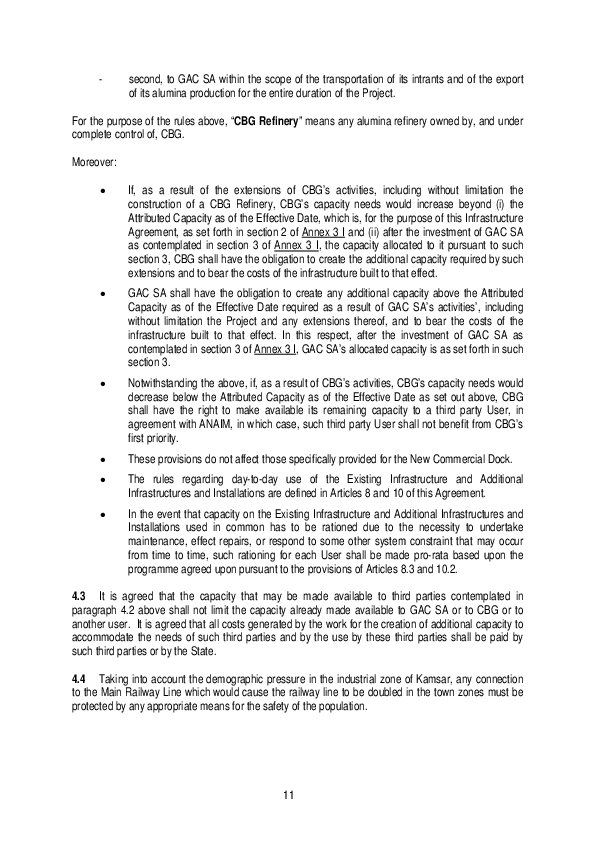 - second, to GAC SA within the scope of the transportation of its intrants and of the export
of its alumina production for the entire duration of the Project.
For the purpose of the rules above, “CBG Refinery” means any alumina refinery owned by, and under
complete control of, CBG.
Moreover:
• If, as a result of the extensions of CBG’s activities, including without limitation the
construction of a CBG Refinery, CBG’s capacity needs would increase beyond (i) the
Attributed Capacity as of the Effective Date, which is, for the purpose of this Infrastructure
Agreement, as set forth in section 2 of Annex 3 I and (ii) after the investment of GAC SA
as contemplated in section 3 of Annex 3 I, the capacity allocated to it pursuant to such
section 3, CBG shall have the obligation to create the additional capacity required by such
extensions and to bear the costs of the infrastructure built to that effect.
• GAC SA shall have the obligation to create any additional capacity above the Attributed
Capacity as of the Effective Date required as a result of GAC SA’s activities’, including
without limitation the Project and any extensions thereof, and to bear the costs of the
infrastructure built to that effect. In this respect, after the investment of GAC SA as
contemplated in section 3 of Annex 3 I, GAC SA’s allocated capacity is as set forth in such
section 3.
• Notwithstanding the above, if, as a result of CBG’s activities, CBG’s capacity needs would
decrease below the Attributed Capacity as of the Effective Date as set out above, CBG
shall have the right to make available its remaining capacity to a third party User, in
agreement with ANAIM, in which case, such third party User shall not benefit from CBG’s
first priority.
• These provisions do not affect those specifically provided for the New Commercial Dock.
• The rules regarding day-to-day use of the Existing Infrastructure and Additional
Infrastructures and Installations are defined in Articles 8 and 10 of this Agreement.
• In the event that capacity on the Existing Infrastructure and Additional Infrastructures and
Installations used in common has to be rationed due to the necessity to undertake
maintenance, effect repairs, or respond to some other system constraint that may occur
from time to time, such rationing for each User shall be made pro-rata based upon the
programme agreed upon pursuant to the provisions of Articles 8.3 and 10.2.
4.3 It is agreed that the capacity that may be made available to third parties contemplated in
paragraph 4.2 above shall not limit the capacity already made available to GAC SA or to CBG or to
another user. It is agreed that all costs generated by the work for the creation of additional capacity to
accommodate the needs of such third parties and by the use by these third parties shall be paid by
such third parties or by the State.
4.4 Taking into account the demographic pressure in the industrial zone of Kamsar, any connection
to the Main Railway Line which would cause the railway line to be doubled in the town zones must be
protected by any appropriate means for the safety of the population.
11